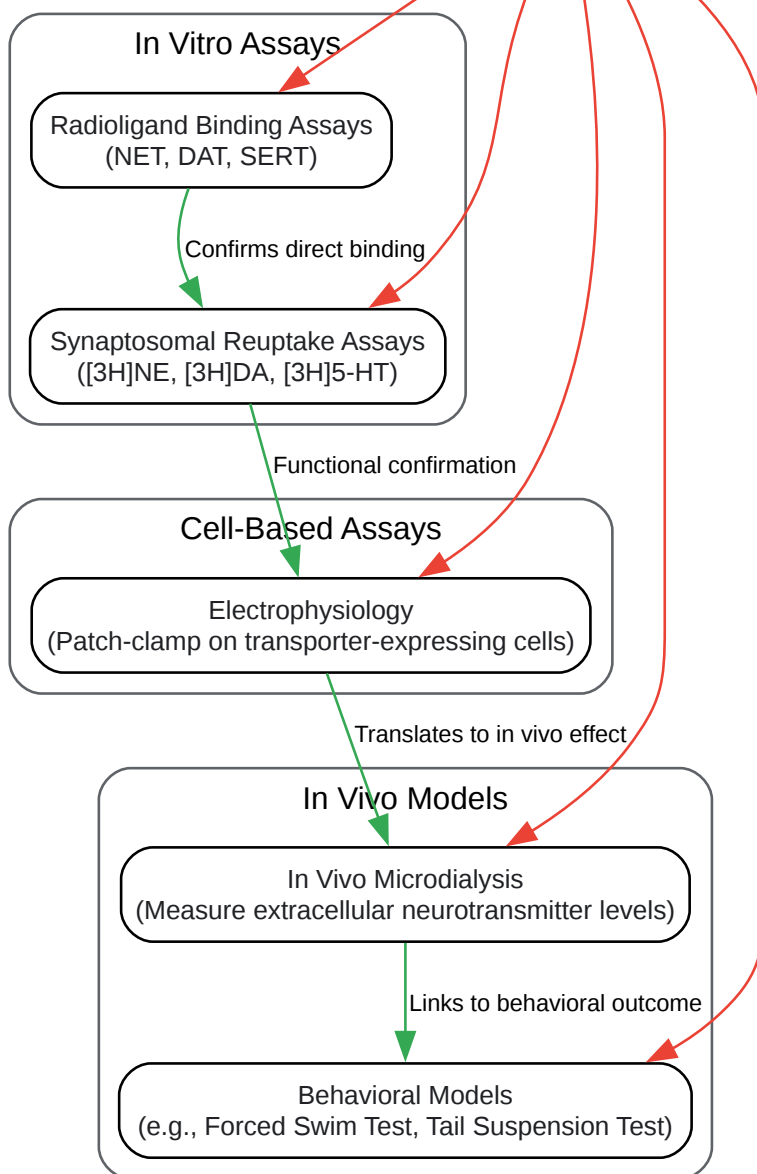 In Vitro Assays
Radioligand Binding Assays
(NET, DAT, SERT)
Confirms direct binding
Synaptosomal Reuptake Assays
([3H]NE, [3H]DA, [3H]5-HT)
Functional confirmation
Cell-Based Assays
Electrophysiology
(Patch-clamp on transporter-expressing cells)
Translates to in vivo effect
In Vivo Models
In Vivo Microdialysis
(Measure extracellular neurotransmitter levels)
Links to behavioral outcome
Behavioral Models
(e.g., Forced Swim Test, Tail Suspension Test)